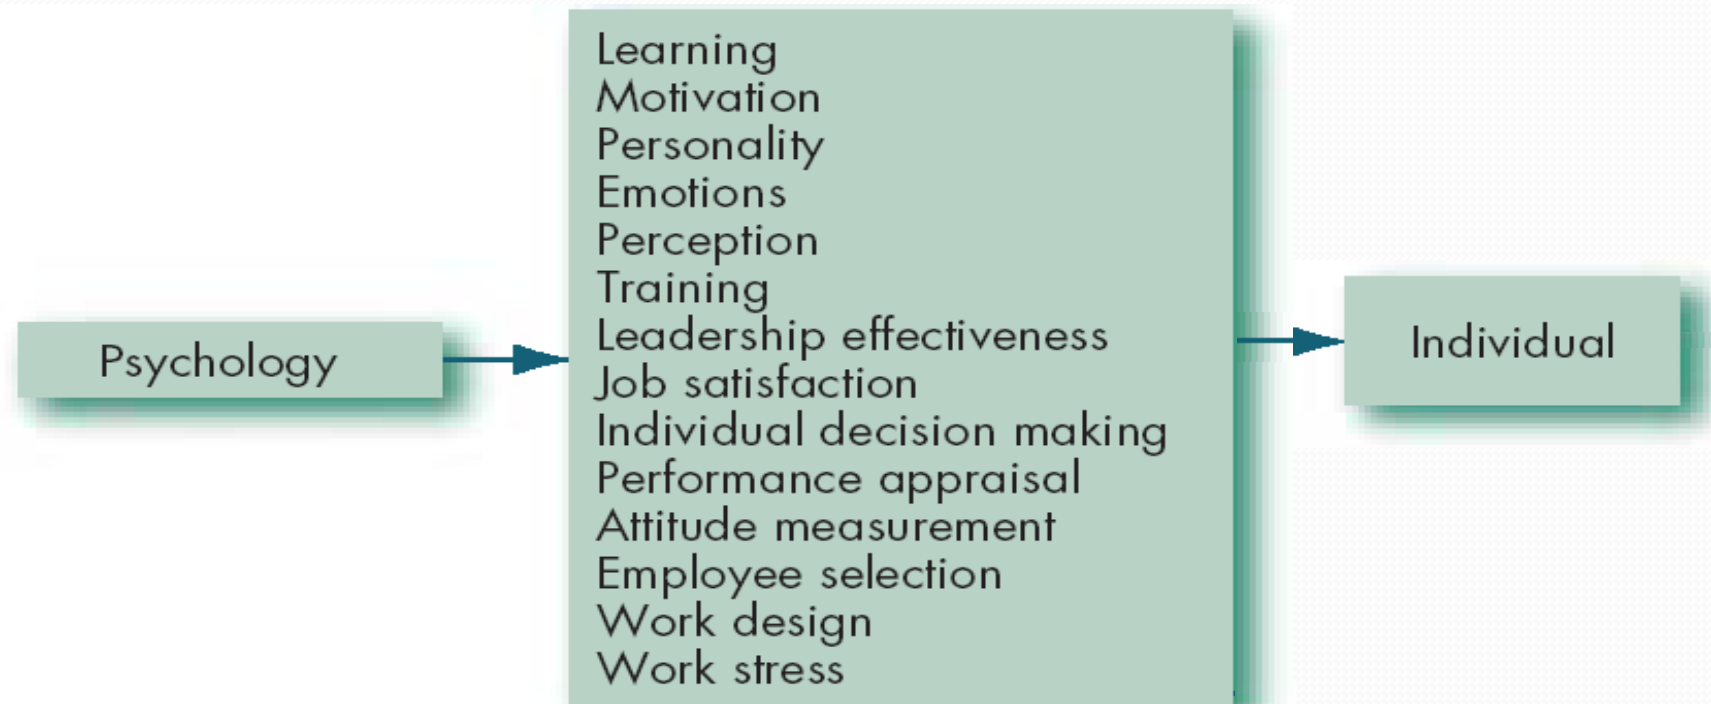 Psychology
Learning
Motivation
Personality
Emotions
Perception
Training
Leadership effectiveness
Job satisfaction
Individual decision making
Performance appraisal
Attitude measurement
Employee selection
Work design
Work stress
Individual